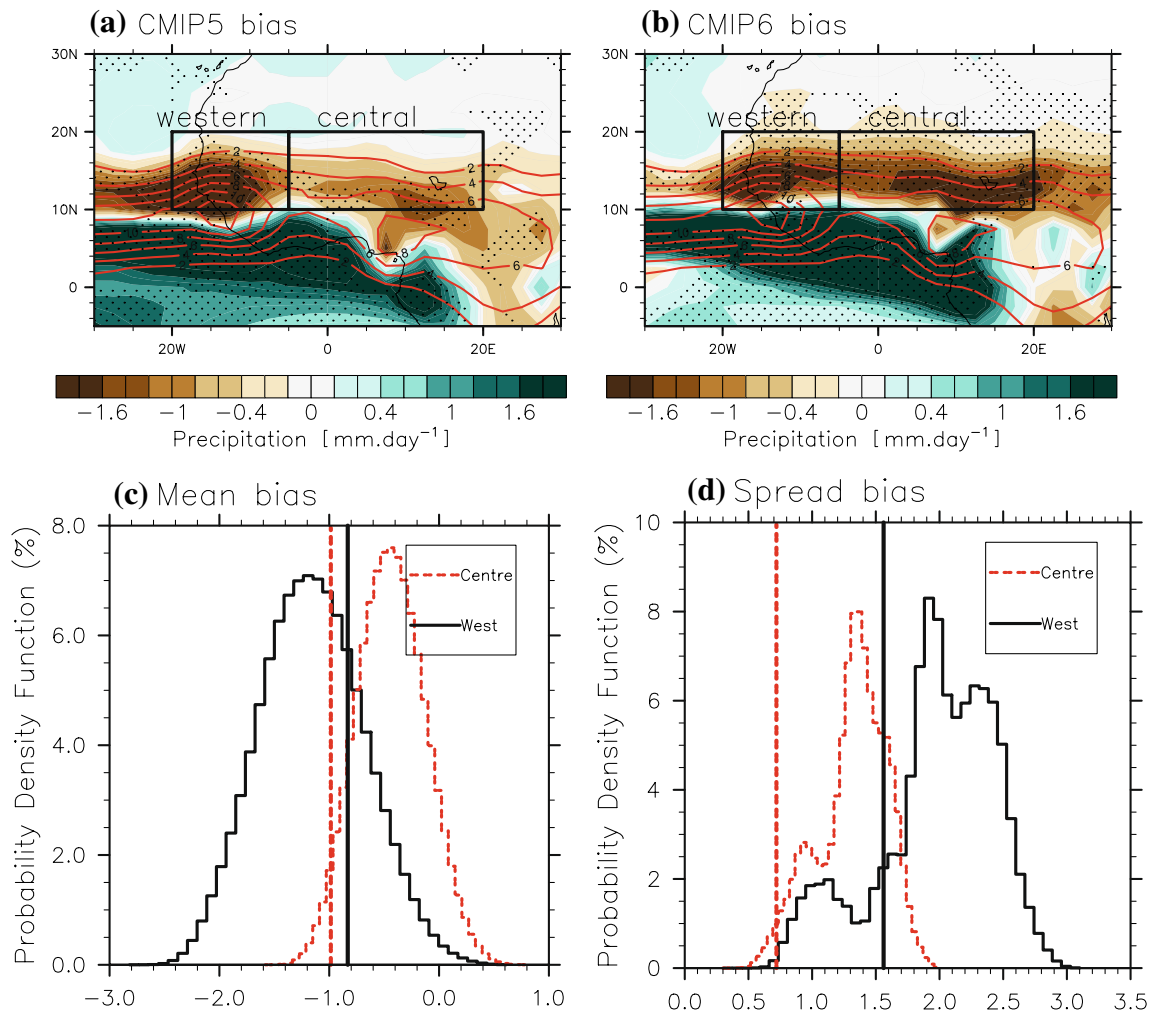 (a) CMIP5 bias
(b) CMIP6 bias
30N
20N
10N
0
western
central
2
4
6
8
8
6
20W
0
20E
30N
20N
10N
0
western
central
2
4
6
6
20W
0
20E
−1.6 −1 −0.4 0 0.4 1 1.6
Precipitation [mm.day⁻¹]
−1.6 −1 −0.4 0 0.4 1 1.6
Precipitation [mm.day⁻¹]
(c) Mean bias
Probability Density Function (%)
8.0
6.0
4.0
2.0
0.0
Centre
West
−3.0 −2.0 −1.0 0.0 1.0
(d) Spread bias
Probability Density Function (%)
10
8
6
4
2
0
Centre
West
0.0 0.5 1.0 1.5 2.0 2.5 3.0 3.5